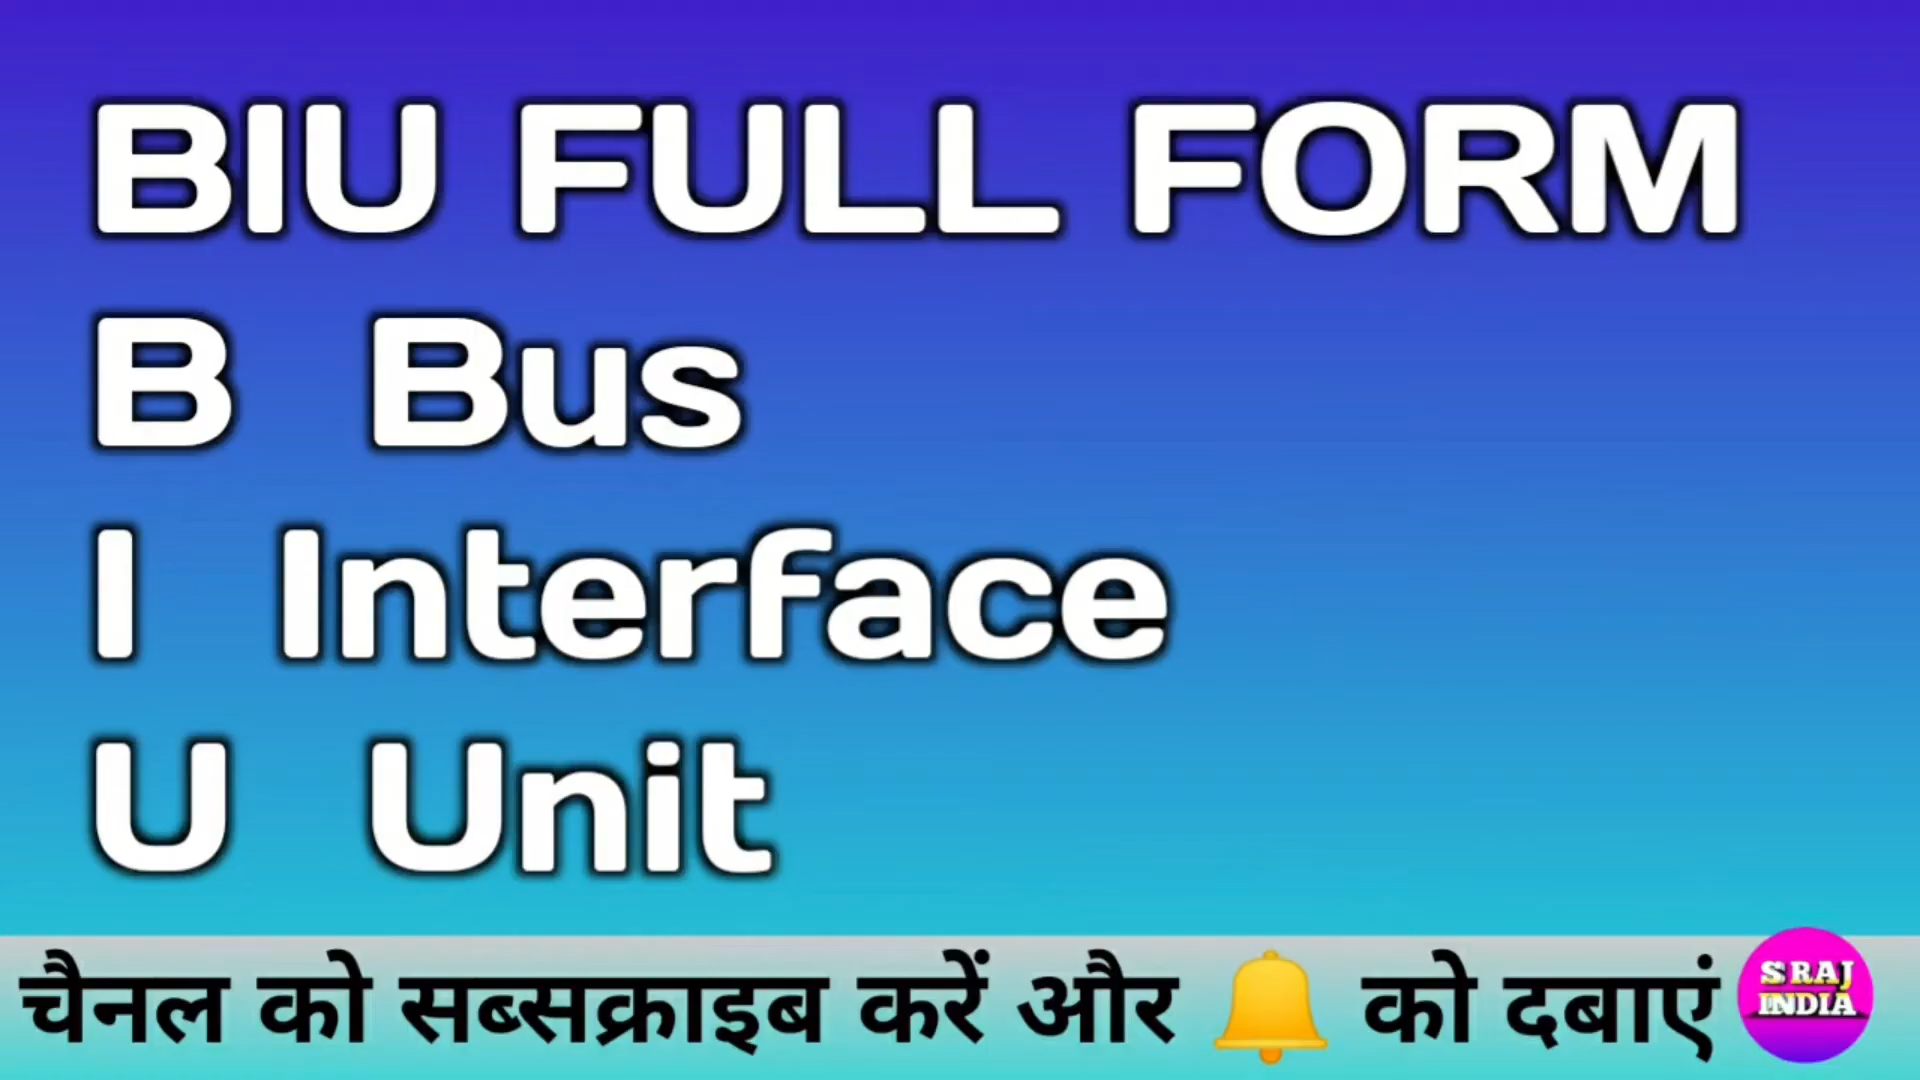 BIU FULL FORM
B Bus
I Interface
U Unit
चैनल को सब्सक्राइब करें और 🔔 को दबाएं
S RAJ
INDIA